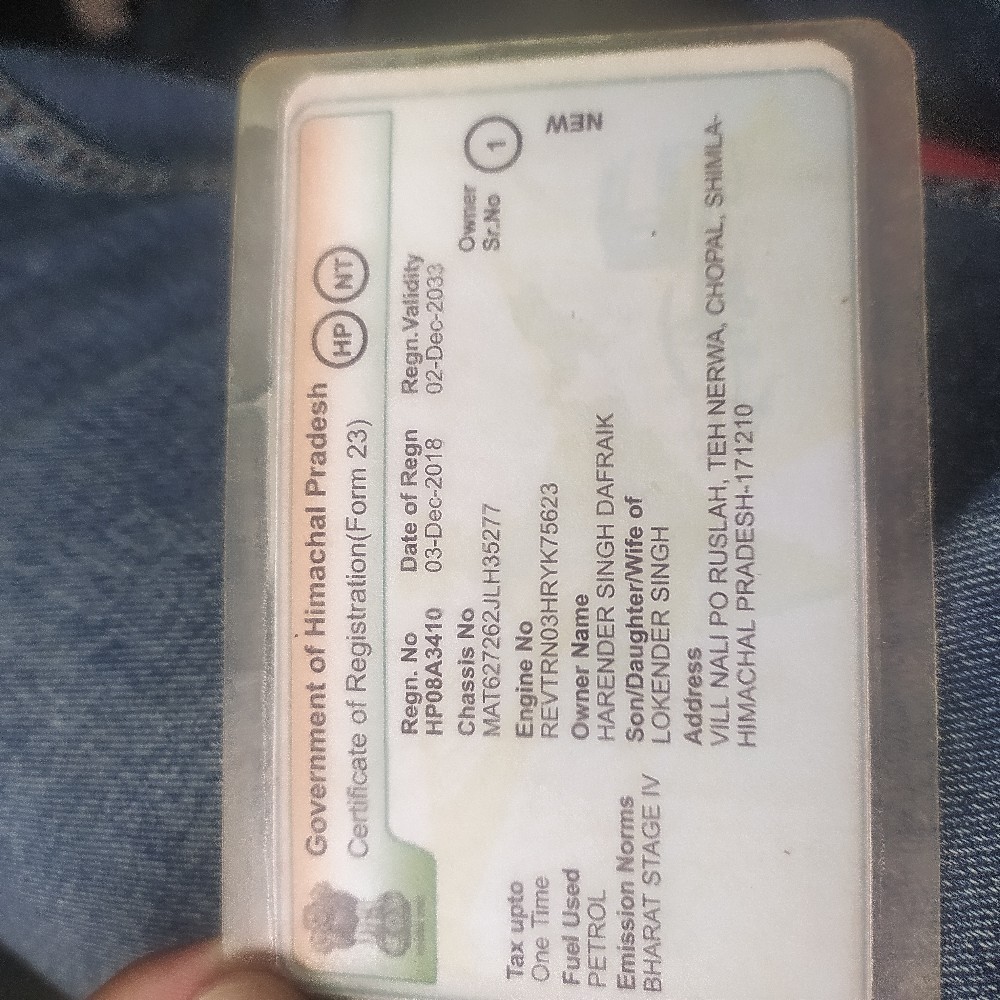 Government of Himachal Pradesh
Certificate of Registration(Form 23)
HP NT
Regn. No Date of Regn Regn.Validity
HP08A3410 03-Dec-2018 02-Dec-2033
Chassis No
MAT627262JLH35277
Owner
Sr.No
1
Engine No
REVTRN03HRYK75623
NEW
Owner Name
HARENDER SINGH DAFRAIK
Son/Daughter/Wife of
LOKENDER SINGH
Address
VILL NALI PO RUSLAH, TEH NERWA, CHOPAL, SHIMLA-
HIMACHAL PRADESH-171210
Tax upto
One Time
Fuel Used
PETROL
Emission Norms
BHARAT STAGE IV